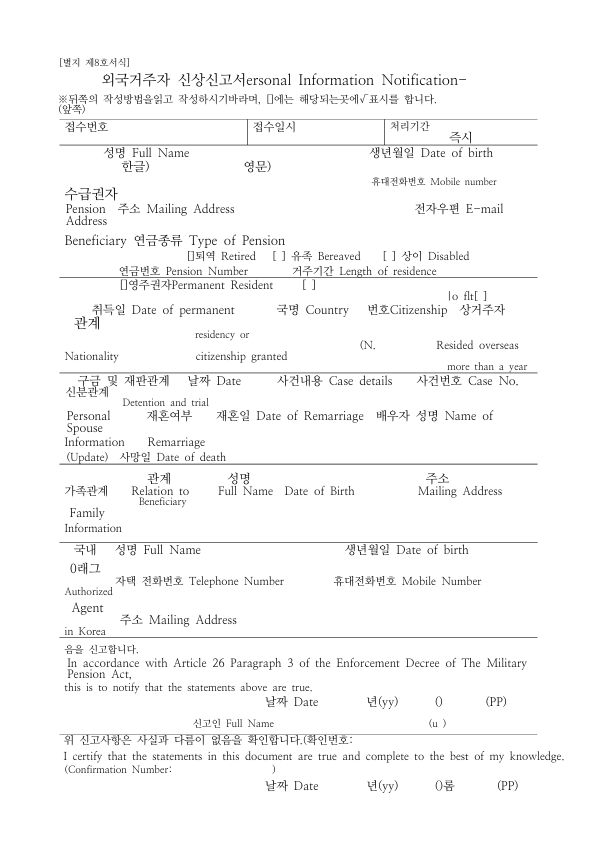 [별지 제8호서식]
외국거주자 신상신고서ersonal Information Notification-
※뒤쪽의 작성방법을읽고 작성하시기바라며, []에는 해당되는곳에√표시를 합니다.
(앞쪽)
접수번호 접수일시 처리기간
즉시
성명 Full Name 생년월일 Date of birth
한글) 영문)
휴대전화번호 Mobile number
수급권자
Pension 주소 Mailing Address 전자우편 E-mail
Address
Beneficiary 연금종류 Type of Pension
[]퇴역 Retired [ ] 유족 Bereaved [ ] 상이 Disabled
연금번호 Pension Number 거주기간 Length of residence
[]영주권자Permanent Resident [ ]
|o flt[ ]
취득일 Date of permanent 국명 Country 번호Citizenship 상거주자
관계
residency or
(N. Resided overseas
Nationality citizenship granted
more than a year
구금 및 재판관계 날짜 Date 사건내용 Case details 사건번호 Case No.
신분관계
Detention and trial
Personal 재혼여부 재혼일 Date of Remarriage 배우자 성명 Name of
Spouse
Information Remarriage
(Update) 사망일 Date of death
관계 성명 주소
가족관계 Relation to Full Name Date of Birth Mailing Address
Beneficiary
Family
Information
국내 성명 Full Name 생년월일 Date of birth
0래그
자택 전화번호 Telephone Number 휴대전화번호 Mobile Number
Authorized
Agent
주소 Mailing Address
in Korea
음을 신고합니다.
In accordance with Article 26 Paragraph 3 of the Enforcement Decree of The Military
Pension Act,
this is to notify that the statements above are true.
날짜 Date 년(yy) () (PP)
신고인 Full Name (u )
위 신고사항은 사실과 다름이 없음을 확인합니다.(확인번호:
I certify that the statements in this document are true and complete to the best of my knowledge.
(Confirmation Number: )
날짜 Date 년(yy) ()롬 (PP)